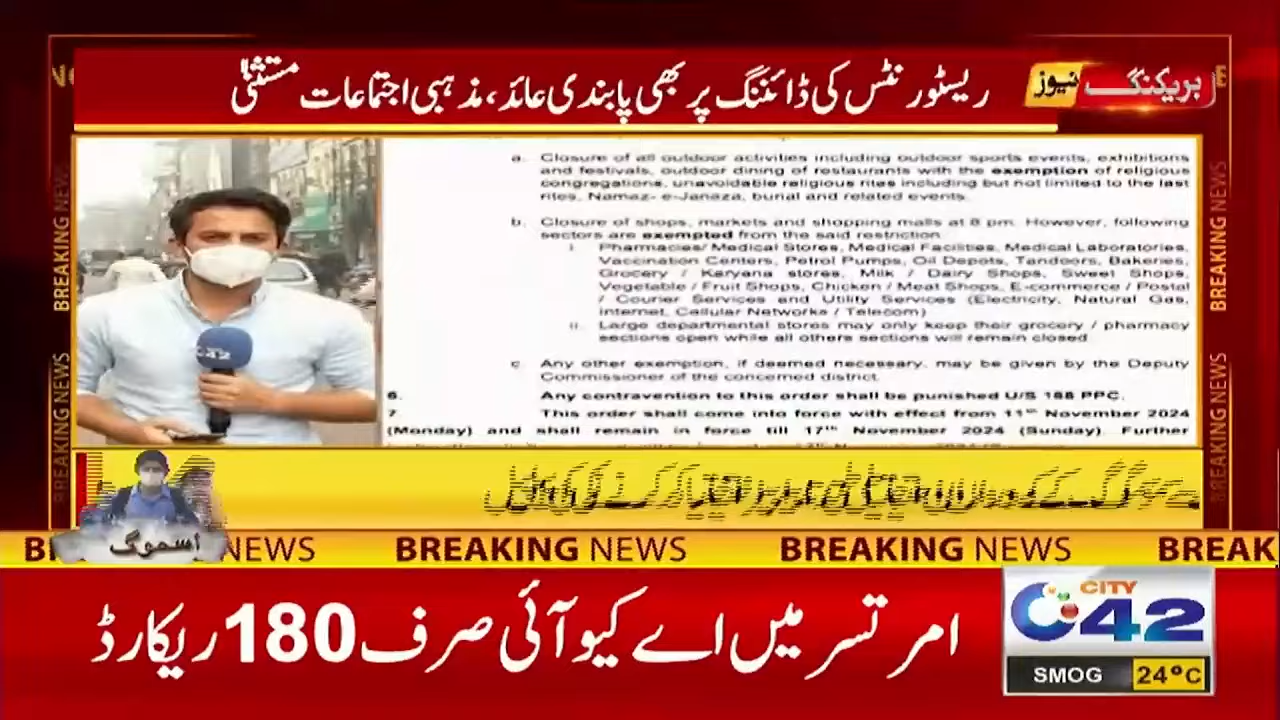 بریکنگ نیوز
ریسٹورنٹس کی ڈائننگ پر بھی پابندی عائد، مذہبی اجتماعات مستثنیٰ
a. Closure of all outdoor activities including outdoor sports events, exhibitions
and festivals, outdoor dining of restaurants with the exemption of religious
congregations, unavoidable religious rites including but not limited to the last
rites, Namaz- e-Janaza, burial and related events.
b. Closure of shops, markets and shopping malls at 8 pm. However, following
sectors are exempted from the said restriction
i. Pharmacies/ Medical Stores, Medical Facilities, Medical Laboratories,
Vaccination Centers, Petrol Pumps, Oil Depots, Tandoors, Bakeries,
Grocery / Karyana stores, Milk / Dairy Shops, Sweet Shops,
Vegetable / Fruit Shops, Chicken / Meat Shops, E-commerce / Postal
/ Courier Services and Utility Services (Electricity, Natural Gas,
Internet, Cellular Networks / Telecom)
ii. Large departmental stores may only keep their grocery / pharmacy
sections open while all others sections will remain closed
c. Any other exemption, if deemed necessary, may be given by the Deputy
Commissioner of the concerned district.
6. Any contravention to this order shall be punished U/S 188 PPC.
7 This order shall come into force with effect from 11th November 2024
(Monday) and shall remain in force till 17th November 2024 (Sunday). Further
BREAKING NEWS
BREAKING NEWS
BREAKING NEWS
BREAKING NEWS
42
اسموگ
NEWS BREAKING NEWS BREAKING NEWS BREAK
امرتسر میں اے کیو آئی صرف 180 ریکارڈ
CITY
42
SMOG 24°C